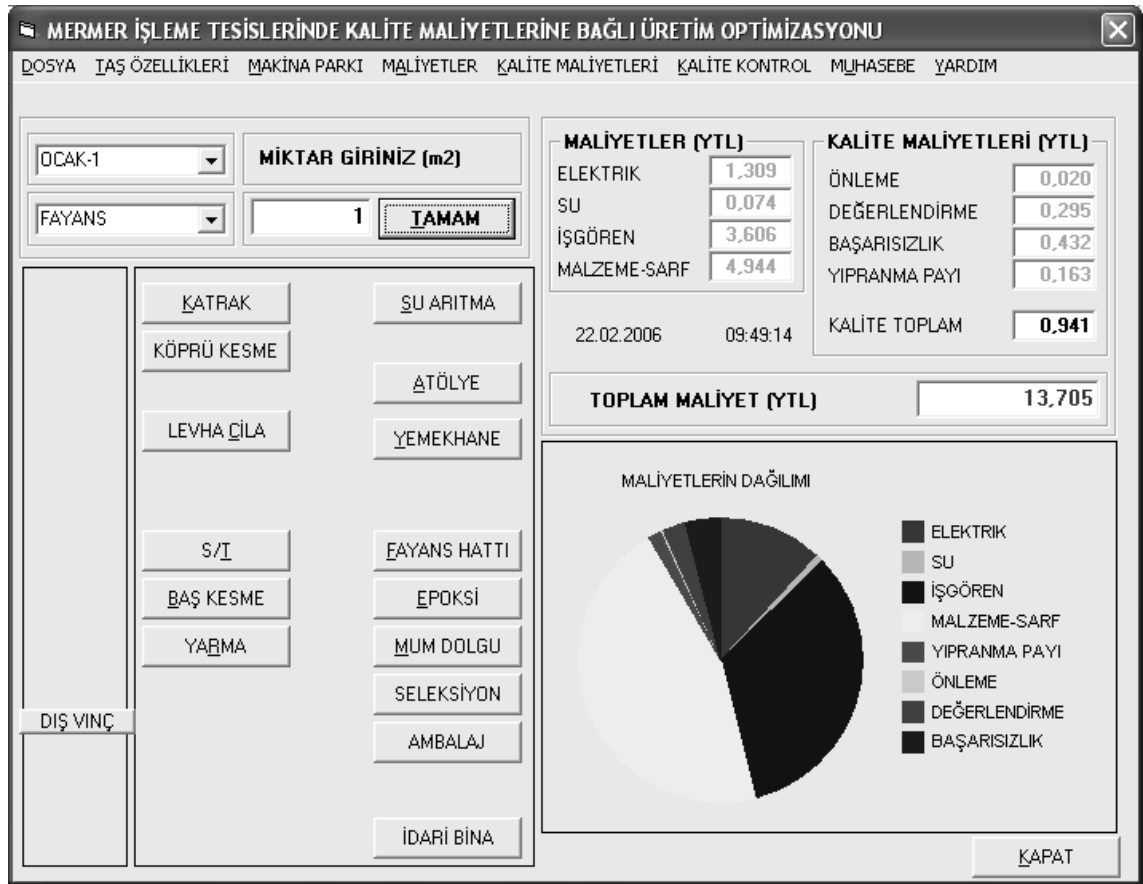 MERMER İŞLEME TESİSLERİNDE KALİTE MALİYETLERİNE BAĞLI ÜRETİM OPTİMİZASYONU
DOSYA TAŞ ÖZELLİKLERİ MAKİNA PARKI MALİYETLER KALİTE MALİYETLERİ KALİTE KONTROL MUHASEBE YARDIM
OCAK-1
MİKTAR GİRİNİZ (m2)
FAYANS
1 TAMAM
MALİYETLER (YTL)
ELEKTRIK 1,309
SU 0,074
İŞGÖREN 3,606
MALZEME-SARF 4,944
KALİTE MALİYETLERİ (YTL)
ÖNLEME 0,020
DEĞERLENDİRME 0,295
BAŞARISIZLIK 0,432
YIPRANMA PAYI 0,163
KALİTE TOPLAM 0,941
22.02.2006 09:49:14
TOPLAM MALİYET (YTL) 13,705
KATRAK
SU ARITMA
KÖPRÜ KESME
ATÖLYE
LEVHA CİLA
YEMEKHANE
S/T
FAYANS HATTI
BAŞ KESME
EPOKSİ
YARMA
MUM DOLGU
SELEKSİYON
DIŞ VINÇ
AMBALAJ
İDARİ BİNA
MALİYETLERİN DAĞILIMI
ELEKTRIK
SU
İŞGÖREN
MALZEME-SARF
YIPRANMA PAYI
ÖNLEME
DEĞERLENDİRME
BAŞARISIZLIK
KAPAT